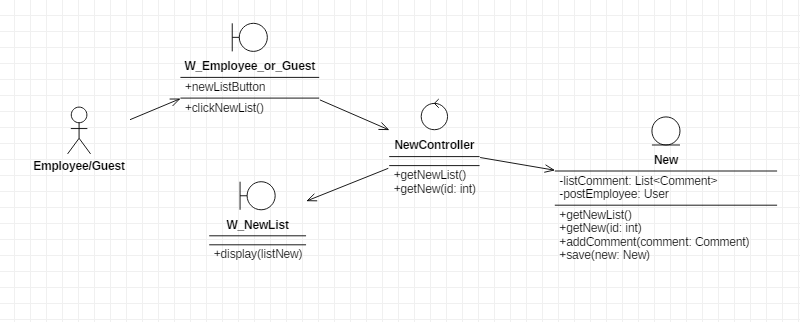 W_Employee_or_Guest
+newListButton
+clickNewList()
Employee/Guest
NewController
+getNewList()
+getNew(id: int)
New
-listComment: List<Comment>
-postEmployee: User
+getNewList()
+getNew(id: int)
+addComment(comment: Comment)
+save(new: New)
W_NewList
+display(listNew)